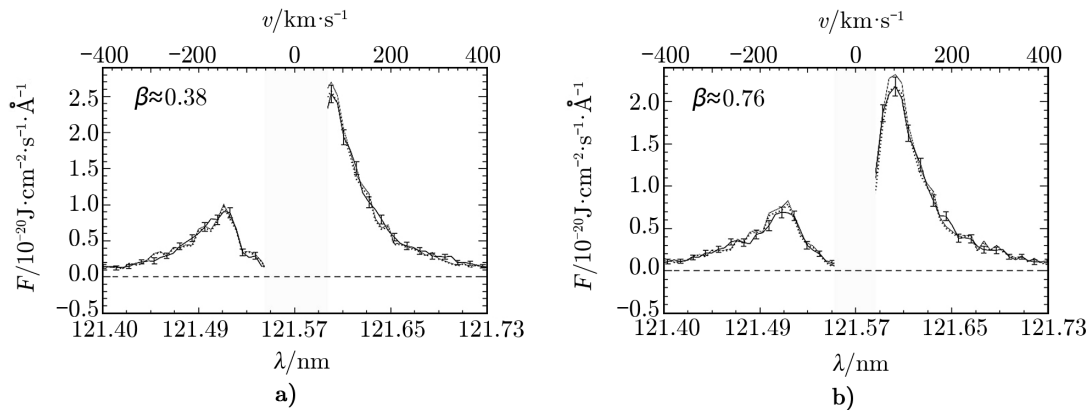 v/km·s⁻¹
−400 −200 0 200 400
β≈0.38
F/10⁻²⁰J·cm⁻²·s⁻¹·Å⁻¹
2.5
2.0
1.5
1.0
0.5
0.0
−0.5
121.40 121.49 121.57 121.65 121.73
λ/nm
a)
v/km·s⁻¹
−400 −200 0 200 400
β≈0.76
F/10⁻²⁰J·cm⁻²·s⁻¹·Å⁻¹
2.0
1.5
1.0
0.5
0.0
−0.5
121.40 121.49 121.57 121.65 121.73
λ/nm
b)